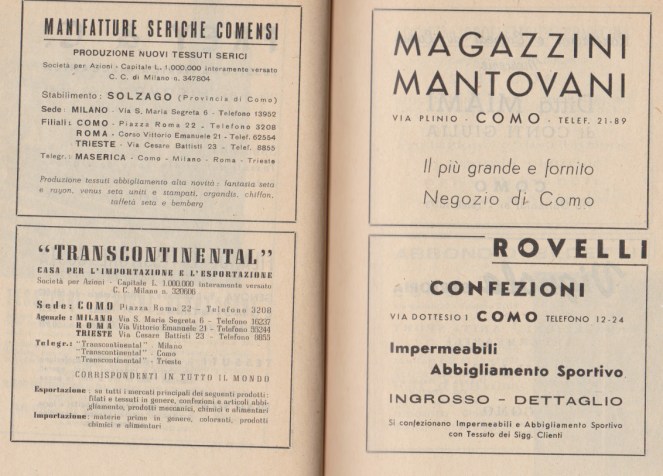 MANIFATTURE SERICHE COMENSI
PRODUZIONE NUOVI TESSUTI SERICI
Società per Azioni - Capitale L. 1.000.000 interamente versato
C. C. di Milano n. 347804
Stabilimento : SOLZAGO (Provincia di Como)
Sede - MILANO - Via S. Maria Segreta 6 - Telefono 13952
Filiali : COMO - Piazza Roma 22 - Telefono 3208
ROMA - Corso Vittorio Emanuele 21 - Telef. 62554
TRIESTE - Via Cesare Battisti 23 - Telef. 8855
Telegr.: MASERICA - Como - Milano - Roma - Trieste
Produzione tessuti abbigliamento alta novità : fantasia seta
e rayon, venus seta uniti e stampati, organdis, chiffon,
taffetà seta e bemberg
"TRANSCONTINENTAL"
CASA PER L'IMPORTAZIONE E L'ESPORTAZIONE
Società per Azioni - Capitale L. 1.000.000 interamente versato
C. C. Milano n. 320606
Sede : COMO Piazza Roma 22 - Telefono 3208
Agenzie : MILANO Via S. Maria Segreta 6 - Telefono 16237
ROMA Via Vittorio Emanuele 21 - Telefono
TRIESTE Via Cesare Battisti 23 - Telefono 8855
Telegr.: "Transcontinental" - Milano
"Transcontinental" - Como
"Transcontinental" - Trieste
CORRISPONDENTI IN TUTTO IL MONDO
Esportazione : su tutti i mercati principali dei seguenti prodotti :
filati e tessuti in genere, confezioni e articoli abbi-
gliamento, prodotti meccanici, chimici e alimentari
Importazione : materie prime in genere, coloranti, prodotti
chimici e alimentari
MAGAZZINI
MANTOVANI
VIA PLINIO - COMO - TELEF. 21-89
Il più grande e fornito
Negozio di Como
ROVELLI
CONFEZIONI
VIA DOTTESIO 1 COMO TELEFONO 12-24
Impermeabili
Abbigliamento Sportivo
INGROSSO - DETTAGLIO
Si confezionano Impermeabili e Abbigliamento Sportivo
con Tessuto dei Sigg. Clienti